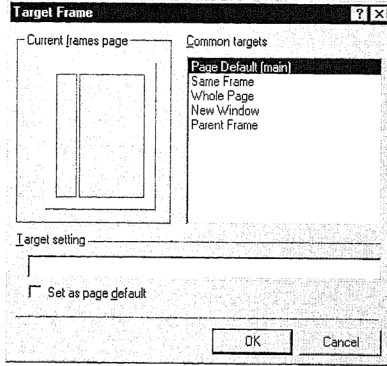 Target Frame
Current frames page
Common targets
Page Default (main)
Same Frame
Whole Page
New Window
Parent Frame
Target setting
Set as page default
OK
Cancel